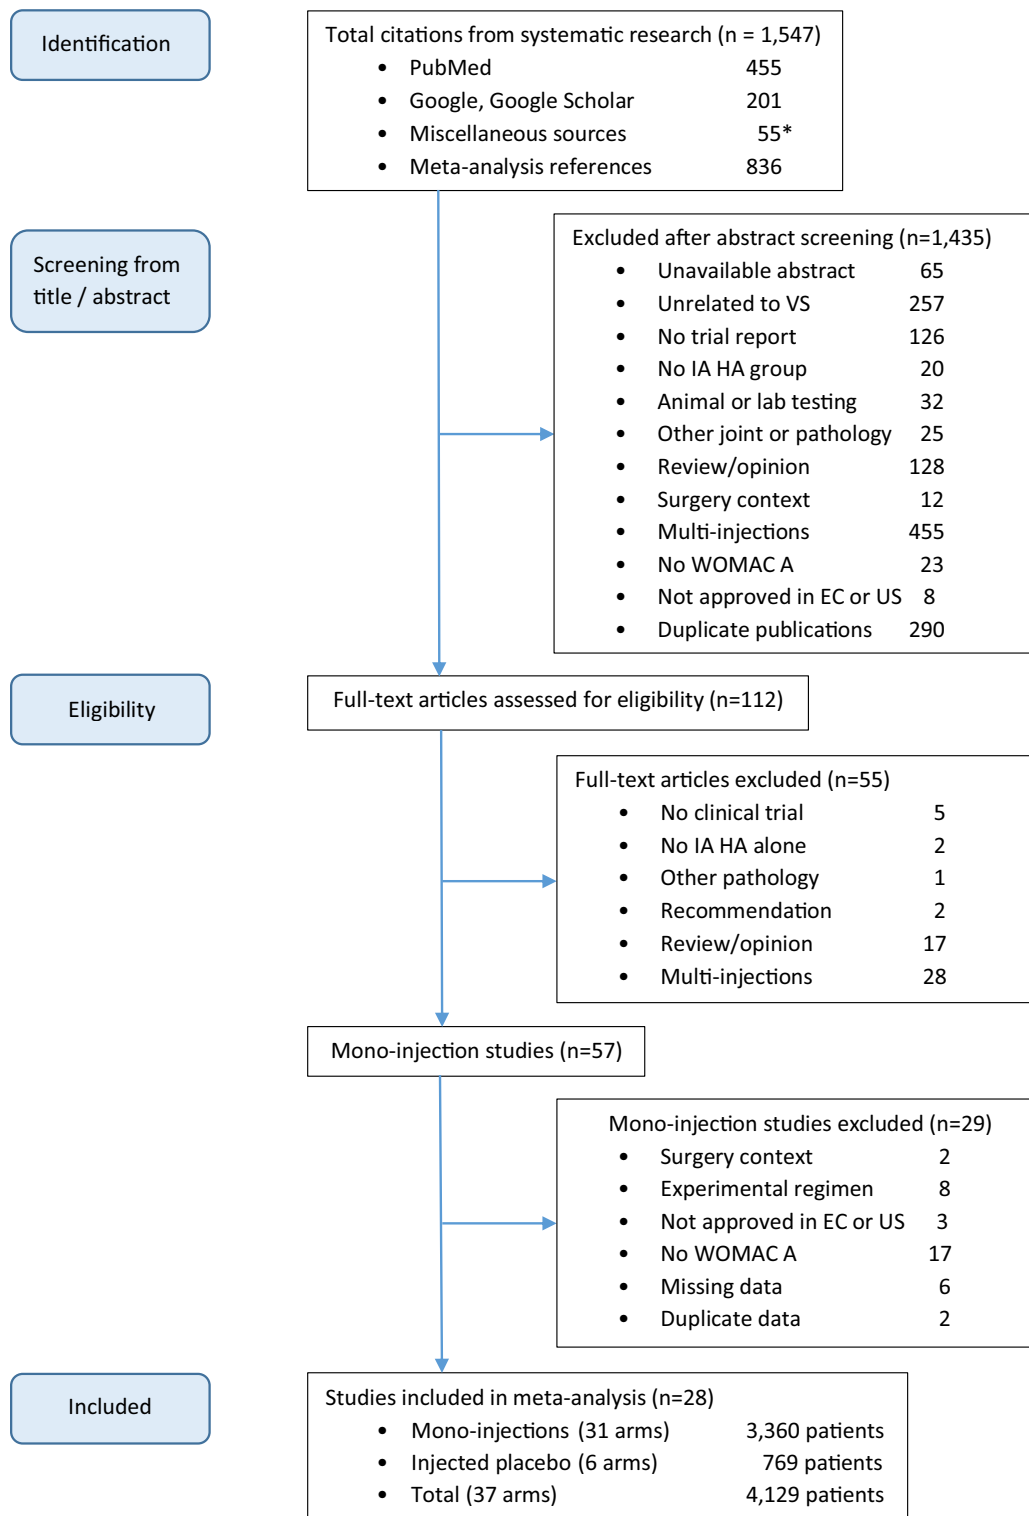 Identification
Total citations from systematic research (n = 1,547)
• PubMed 455
• Google, Google Scholar 201
• Miscellaneous sources 55*
• Meta-analysis references 836
Screening from
title / abstract
Excluded after abstract screening (n=1,435)
• Unavailable abstract 65
• Unrelated to VS 257
• No trial report 126
• No IA HA group 20
• Animal or lab testing 32
• Other joint or pathology 25
• Review/opinion 128
• Surgery context 12
• Multi-injections 455
• No WOMAC A 23
• Not approved in EC or US 8
• Duplicate publications 290
Eligibility
Full-text articles assessed for eligibility (n=112)
Full-text articles excluded (n=55)
• No clinical trial 5
• No IA HA alone 2
• Other pathology 1
• Recommendation 2
• Review/opinion 17
• Multi-injections 28
Mono-injection studies (n=57)
Mono-injection studies excluded (n=29)
• Surgery context 2
• Experimental regimen 8
• Not approved in EC or US 3
• No WOMAC A 17
• Missing data 6
• Duplicate data 2
Included
Studies included in meta-analysis (n=28)
• Mono-injections (31 arms) 3,360 patients
• Injected placebo (6 arms) 769 patients
• Total (37 arms) 4,129 patients